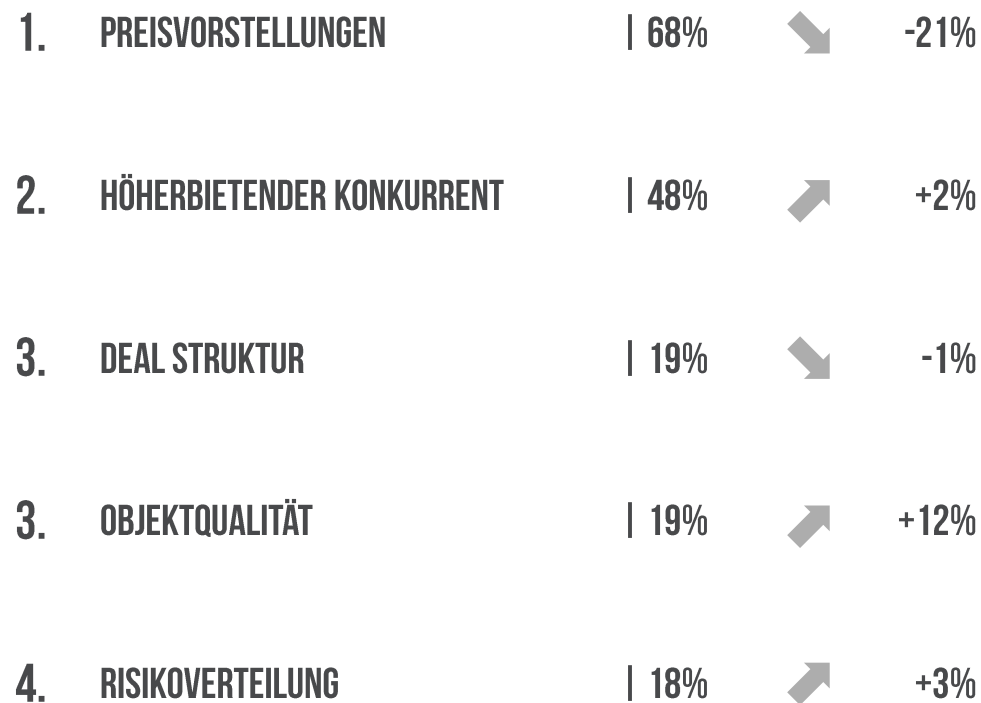 1. PREISVORSTELLUNGEN | 68% -21%
2. HÖHERBIETENDER KONKURRENT | 48% +2%
3. DEAL STRUKTUR | 19% -1%
3. OBJEKTQUALITÄT | 19% +12%
4. RISIKOVERTEILUNG | 18% +3%